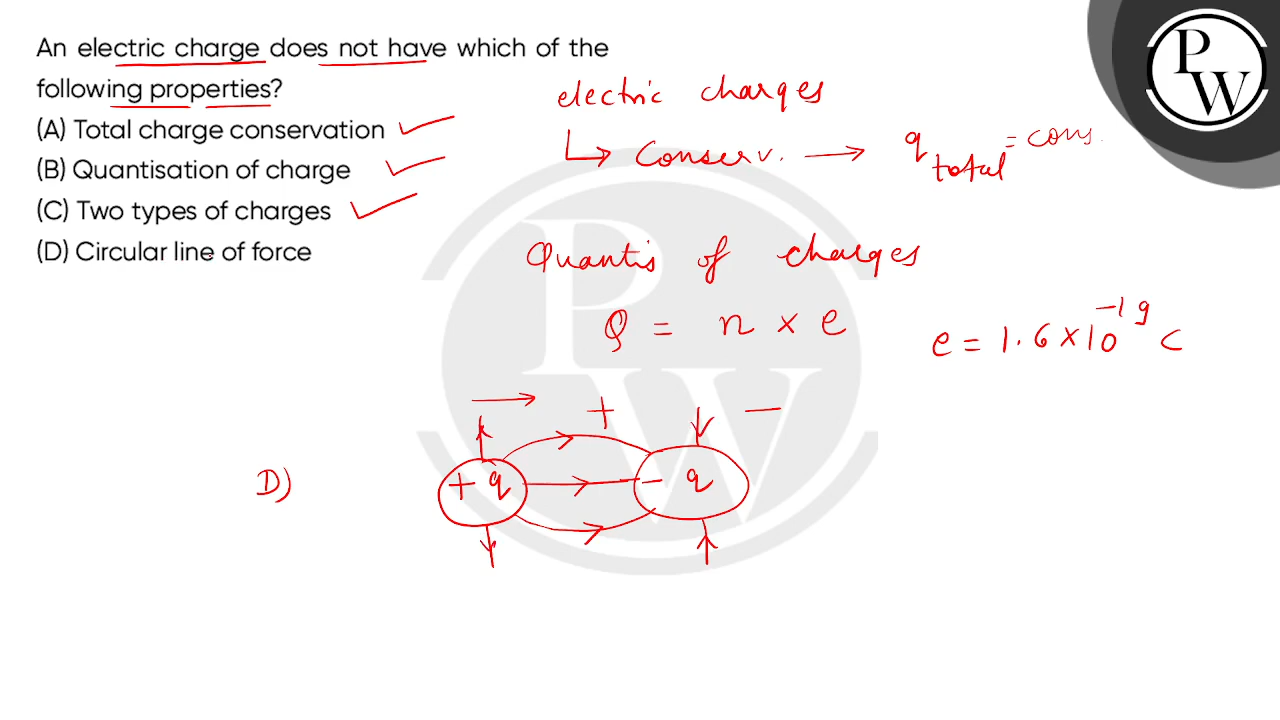 An electric charge does not have which of the
following properties?
(A) Total charge conservation
(B) Quantisation of charge
(C) Two types of charges
(D) Circular line of force
P
W
electric charges
Conserv. → q total = cons.
Quantis of charges
Q = n × e
e = 1.6 × 10⁻¹⁹ C
+ −
D) + q − q
P
W